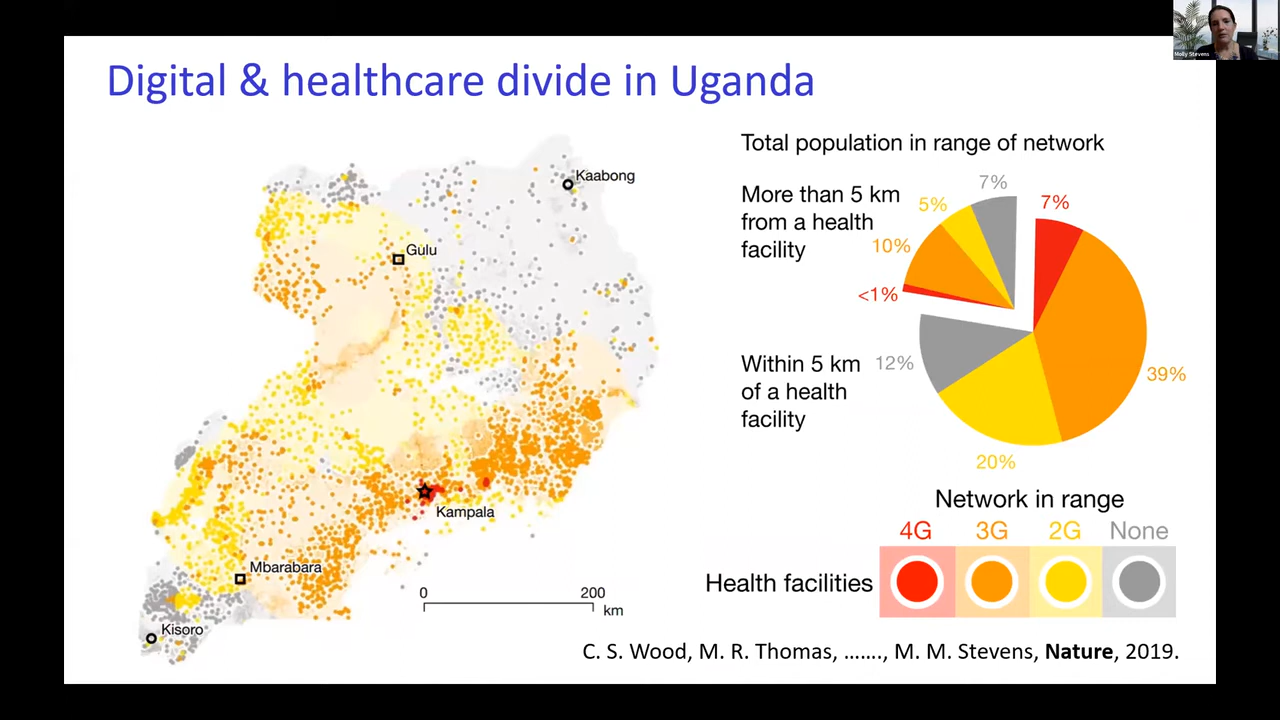 Molly Stevens
Digital & healthcare divide in Uganda
Kaabong
Gulu
Kampala
Mbarabara
Kisoro
0 200
km
Total population in range of network
More than 5 km
from a health
facility
7%
5%
10%
<1%
7%
39%
20%
12%
Within 5 km
of a health
facility
Network in range
4G 3G 2G None
Health facilities
C. S. Wood, M. R. Thomas, ……., M. M. Stevens, Nature, 2019.